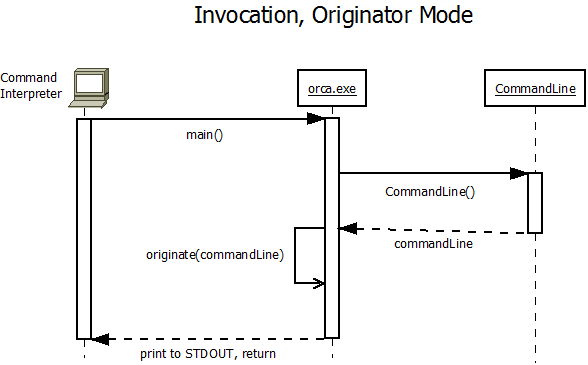 Invocation, Originator Mode
Command
Interpreter
orca.exe
CommandLine
main()
CommandLine()
commandLine
originate(commandLine)
print to STDOUT, return